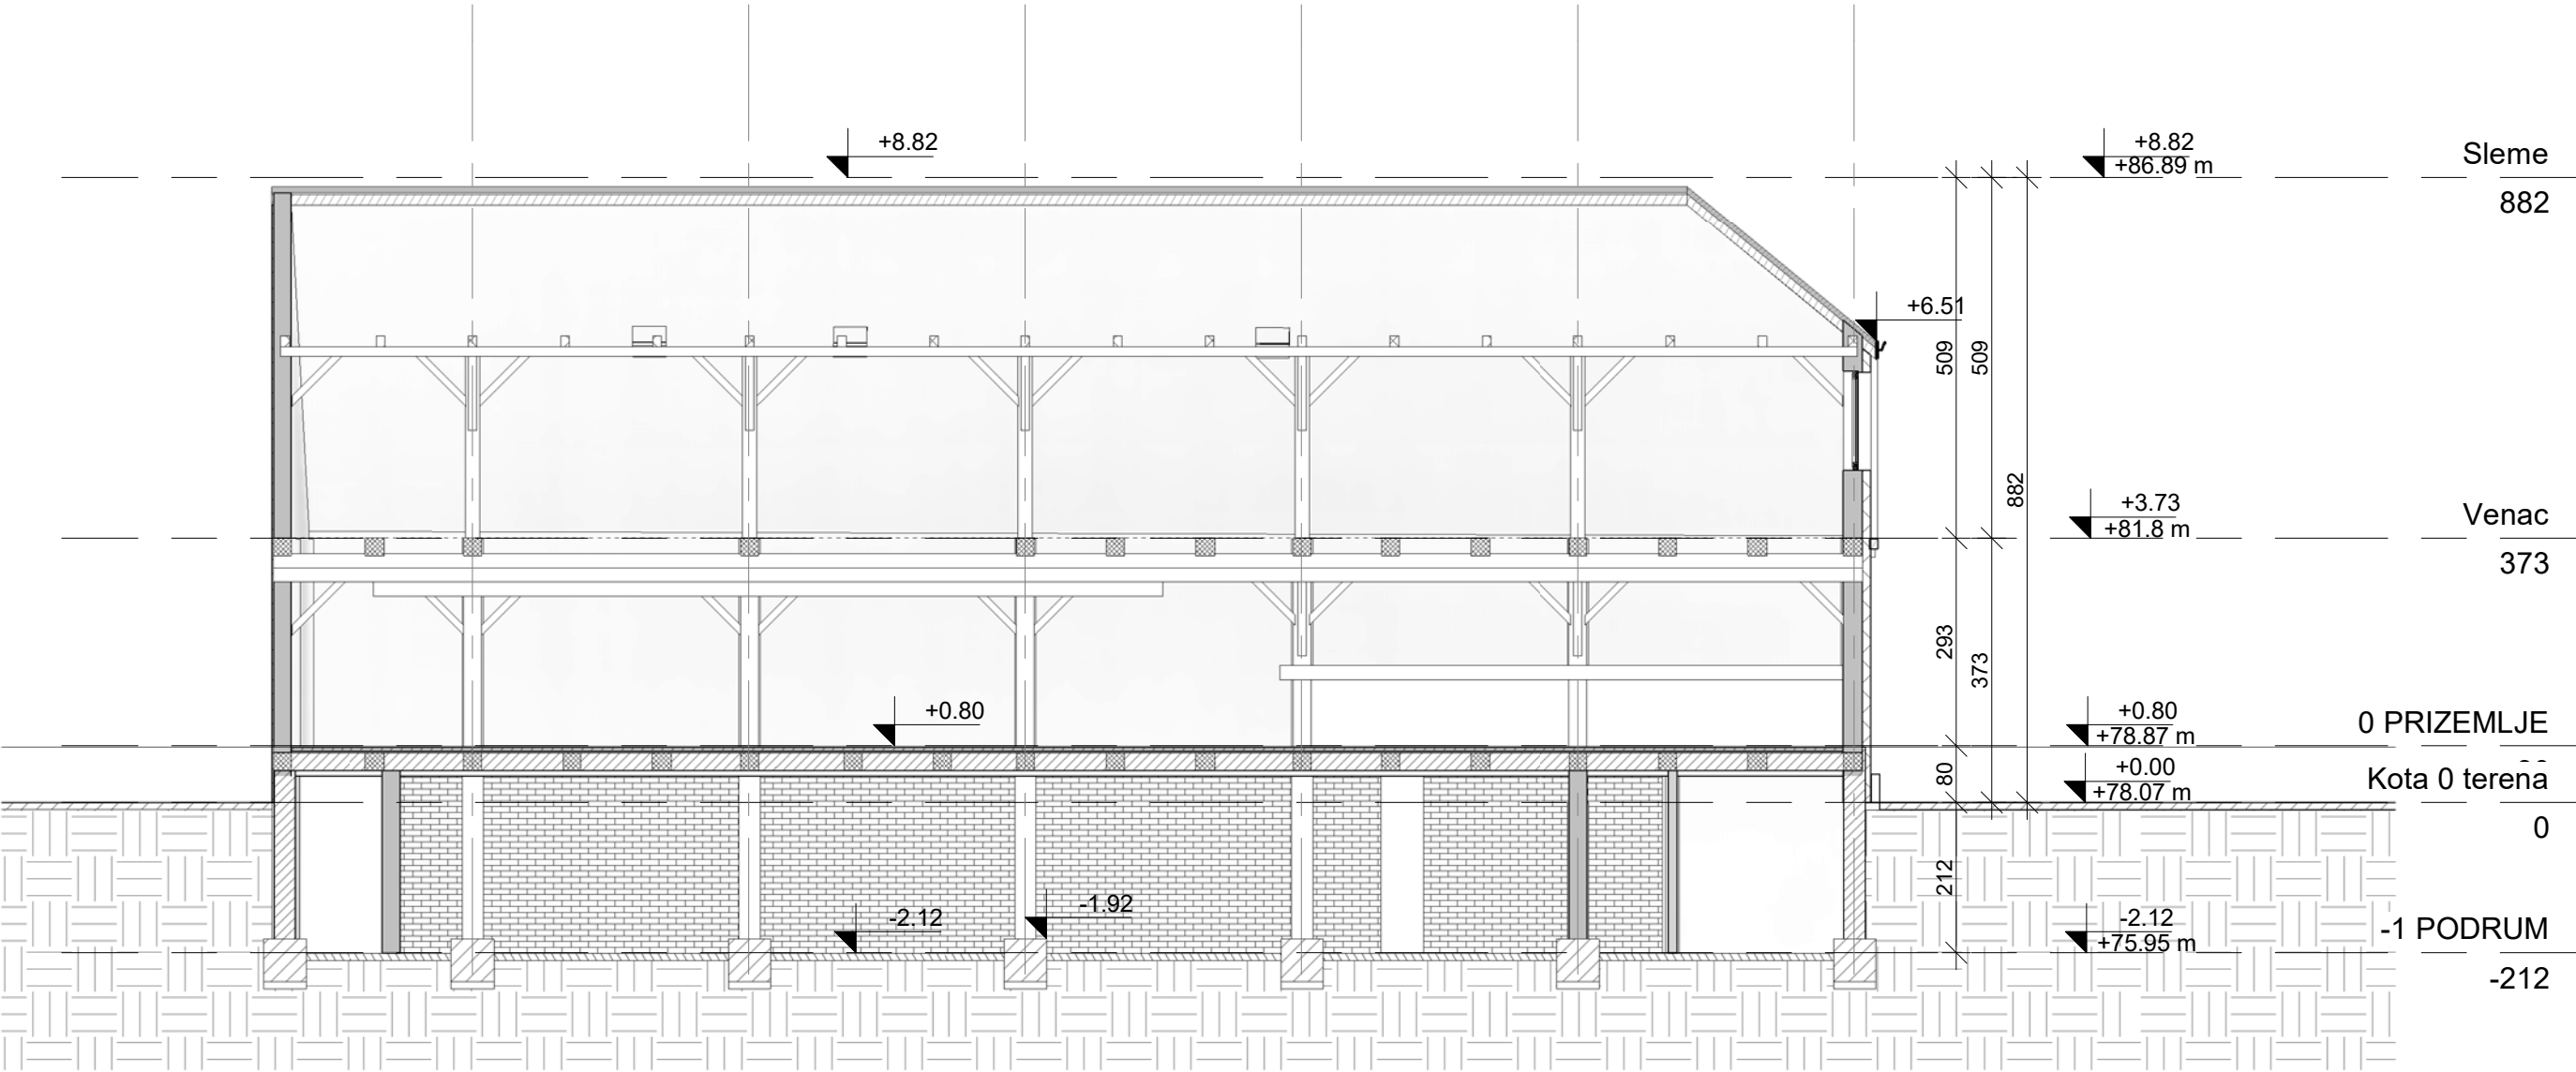 +8.82
+8.82
+86.89 m
Sleme
882
+6.51
509
509
882
+3.73
+81.8 m
Venac
373
293
373
+0.80
+0.80
+78.87 m
0 PRIZEMLJE
80
+0.00
+78.07 m
Kota 0 terena
0
212
-2.12
-1.92
-2.12
+75.95 m
-1 PODRUM
-212